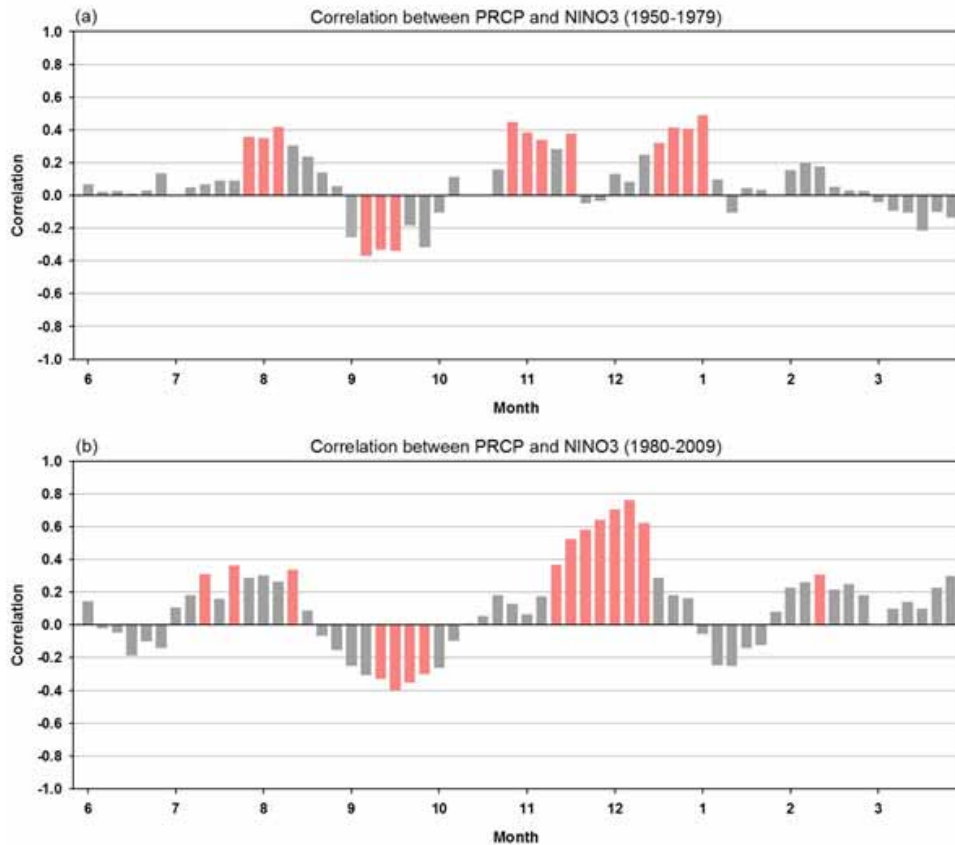 (a) Correlation between PRCP and NINO3 (1950-1979)
1.0
0.8
0.6
0.4
0.2
0.0
-0.2
-0.4
-0.6
-0.8
-1.0
Correlation
6 7 8 9 10 11 12 1 2 3
Month
(b) Correlation between PRCP and NINO3 (1980-2009)
1.0
0.8
0.6
0.4
0.2
0.0
-0.2
-0.4
-0.6
-0.8
-1.0
Correlation
6 7 8 9 10 11 12 1 2 3
Month